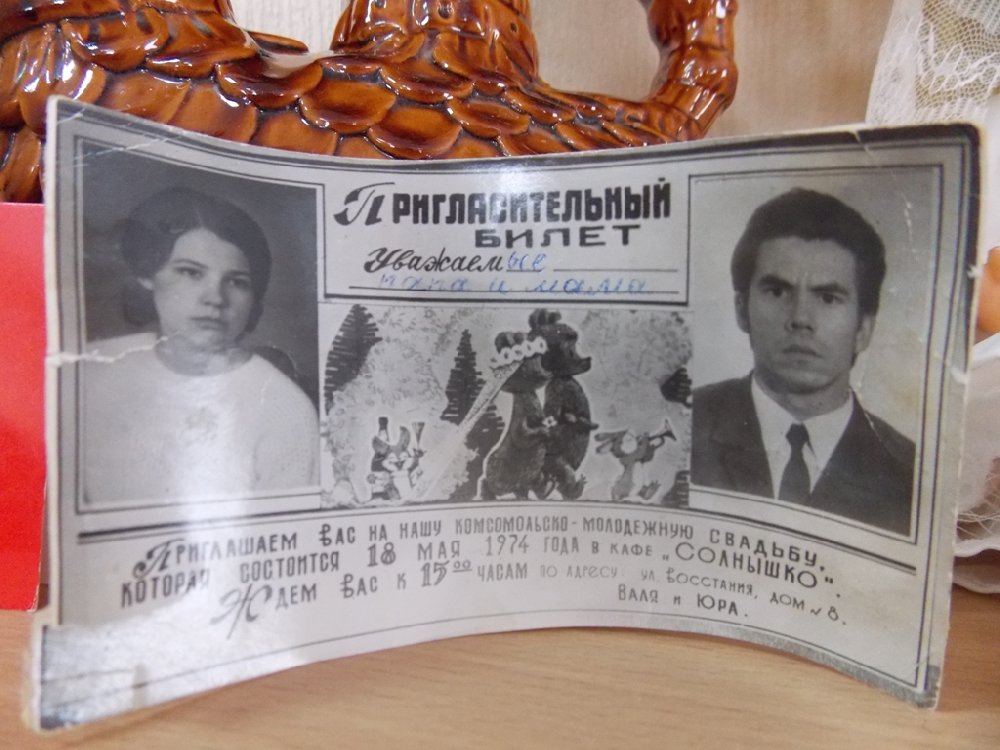 Пригласительный
билет
Уважаемые
папа и мама
Приглашаем Вас на нашу комсомольско-молодежную свадьбу,
которая состоится 18 мая 1974 года в кафе „Солнышко".
Ждем Вас к 15⁰⁰ часам по адресу: ул. Восстания, дом № 8.
Валя и Юра.